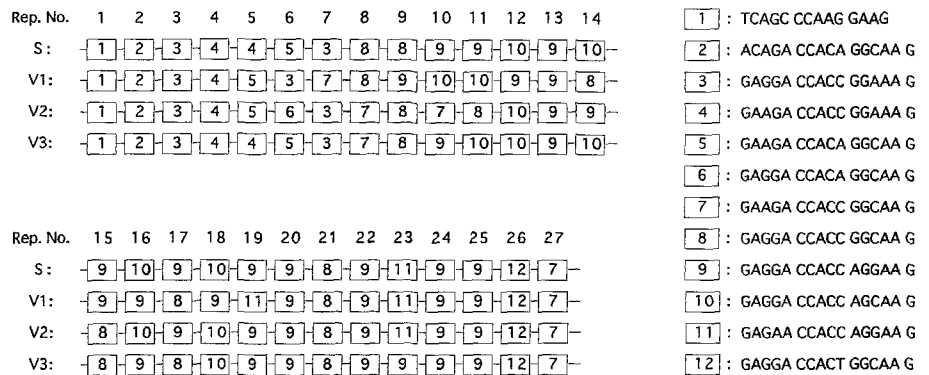 Rep. No. 1 2 3 4 5 6 7 8 9 10 11 12 13 14
S: 1 2 3 4 4 5 3 8 8 9 9 10 9 10
V1: 1 2 3 4 5 3 7 8 9 10 10 9 9 8
V2: 1 2 3 4 5 6 3 7 8 7 8 10 9 9
V3: 1 2 3 4 4 5 3 7 8 9 10 10 9 10
Rep. No. 15 16 17 18 19 20 21 22 23 24 25 26 27
S: 9 10 9 10 9 9 8 9 11 9 9 12 7
V1: 9 9 8 9 11 9 8 9 11 9 9 12 7
V2: 8 10 9 10 9 9 8 9 11 9 9 12 7
V3: 8 9 8 10 9 9 8 9 9 9 9 12 7
1 : TCAGC CCAAG GAAG
2 : ACAGA CCACA GGCAA G
3 : GAGGA CCACC GGAAA G
4 : GAAGA CCACC GGAAA G
5 : GAAGA CCACA GGCAA G
6 : GAGGA CCACA GGCAA G
7 : GAAGA CCACC GGCAA G
8 : GAGGA CCACC GGCAA G
9 : GAGGA CCACC AGGAA G
10 : GAGGA CCACC AGCAA G
11 : GAGAA CCACC AGGAA G
12 : GAGGA CCACT GGCAA G